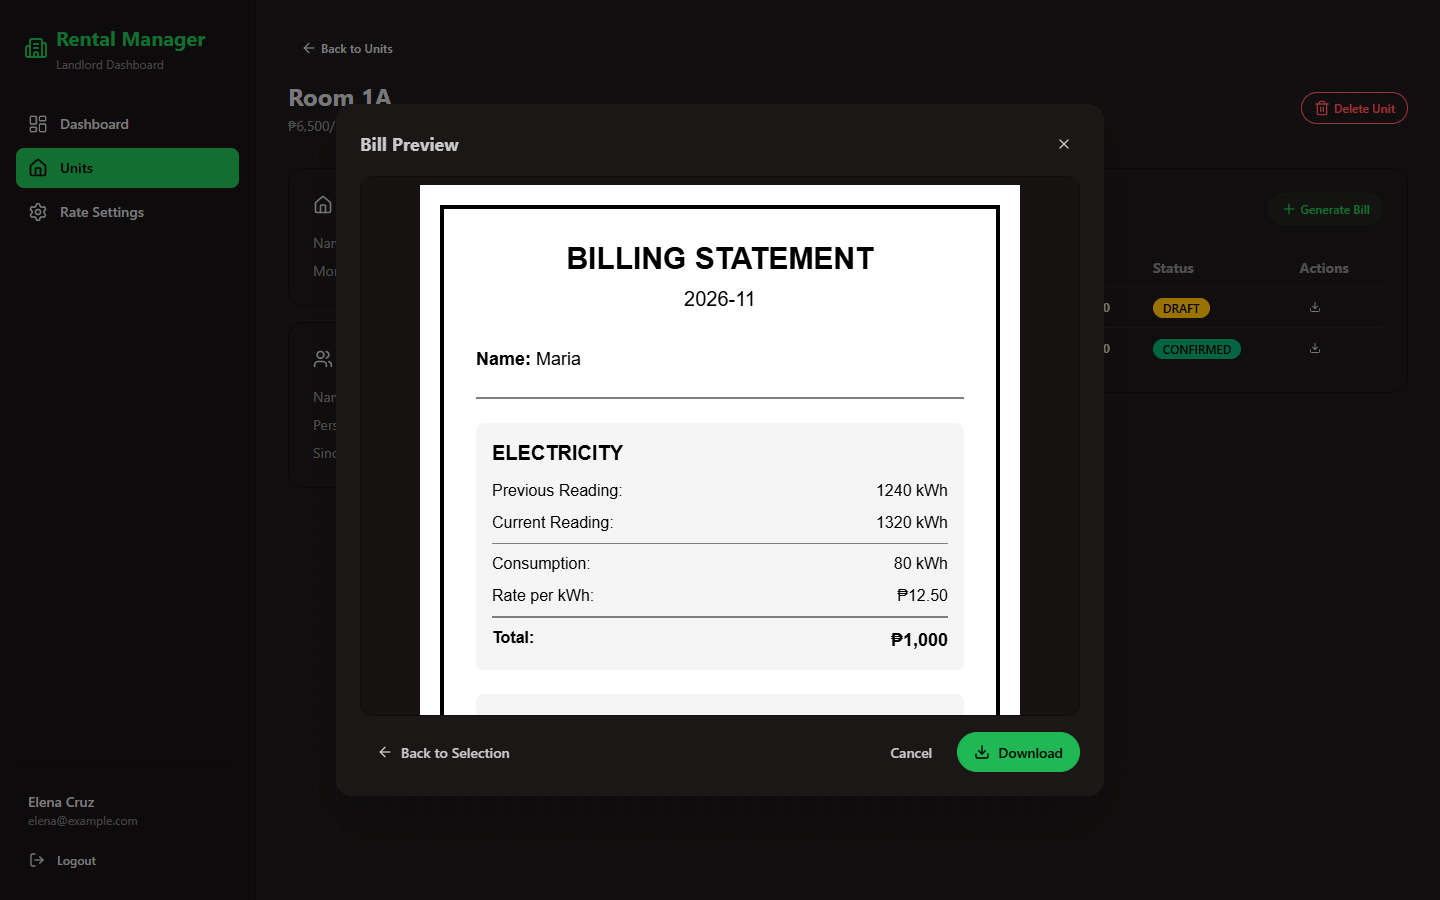 Rental Manager
Landlord Dashboard
Dashboard
Units
Rate Settings
Elena Cruz
elena@example.com
Logout
Back to Units
Room 1A
₱6,500/
Delete Unit
Generate Bill
Status
Actions
0
DRAFT
0
CONFIRMED
Bill Preview
BILLING STATEMENT
2026-11
Name: Maria
ELECTRICITY
Previous Reading: 1240 kWh
Current Reading: 1320 kWh
Consumption: 80 kWh
Rate per kWh: ₱12.50
Total: ₱1,000
Back to Selection
Cancel
Download